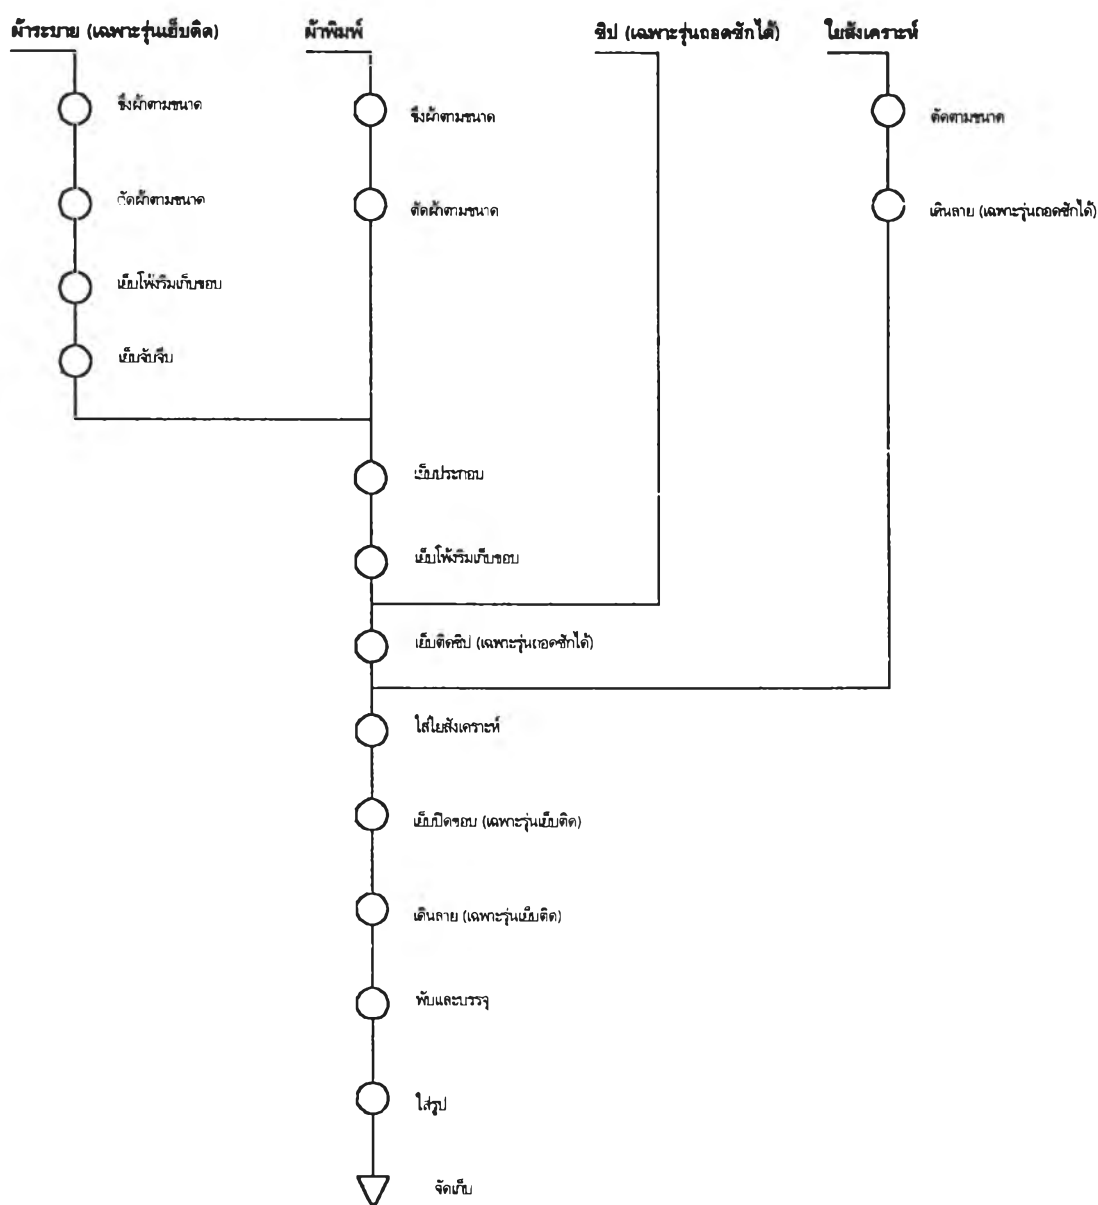 ผ้าระบาย (เฉพาะรุ่นเย็บติด)
ผ้าพิมพ์
ซิป (เฉพาะรุ่นถอดซักได้)
ใยสังเคราะห์
ขึงผ้าตามขนาด
ขึงผ้าตามขนาด
ตัดตามขนาด
ตัดผ้าตามขนาด
ตัดผ้าตามขนาด
เดินลาย (เฉพาะรุ่นถอดซักได้)
เย็บโพ้งริมเก็บขอบ
เย็บจับจีบ
เย็บประกอบ
เย็บโพ้งริมเก็บขอบ
เย็บติดซิป (เฉพาะรุ่นถอดซักได้)
ใส่ใยสังเคราะห์
เย็บปิดขอบ (เฉพาะรุ่นเย็บติด)
เดินลาย (เฉพาะรุ่นเย็บติด)
พับและบรรจุ
ใส่รูป
จัดเก็บ